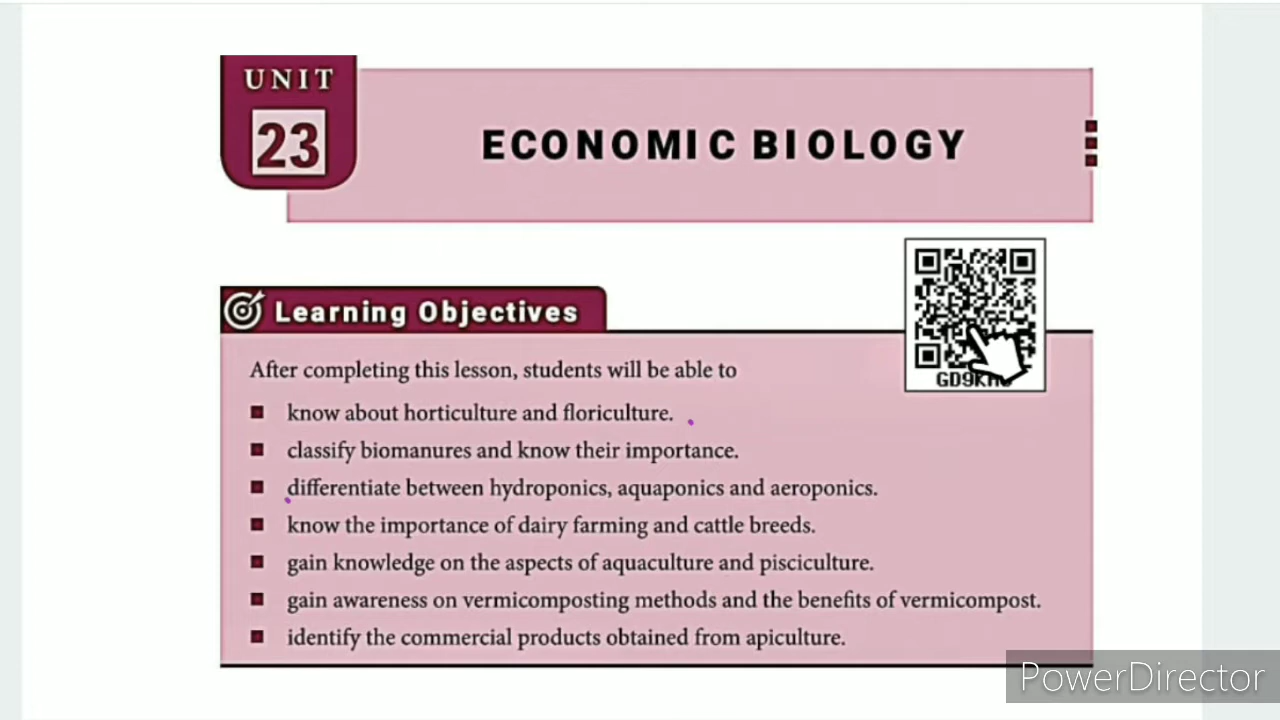 UNIT
23
ECONOMIC BIOLOGY
Learning Objectives
After completing this lesson, students will be able to
know about horticulture and floriculture.
classify biomanures and know their importance.
differentiate between hydroponics, aquaponics and aeroponics.
know the importance of dairy farming and cattle breeds.
gain knowledge on the aspects of aquaculture and pisciculture.
gain awareness on vermicomposting methods and the benefits of vermicompost.
identify the commercial products obtained from apiculture.
PowerDirector